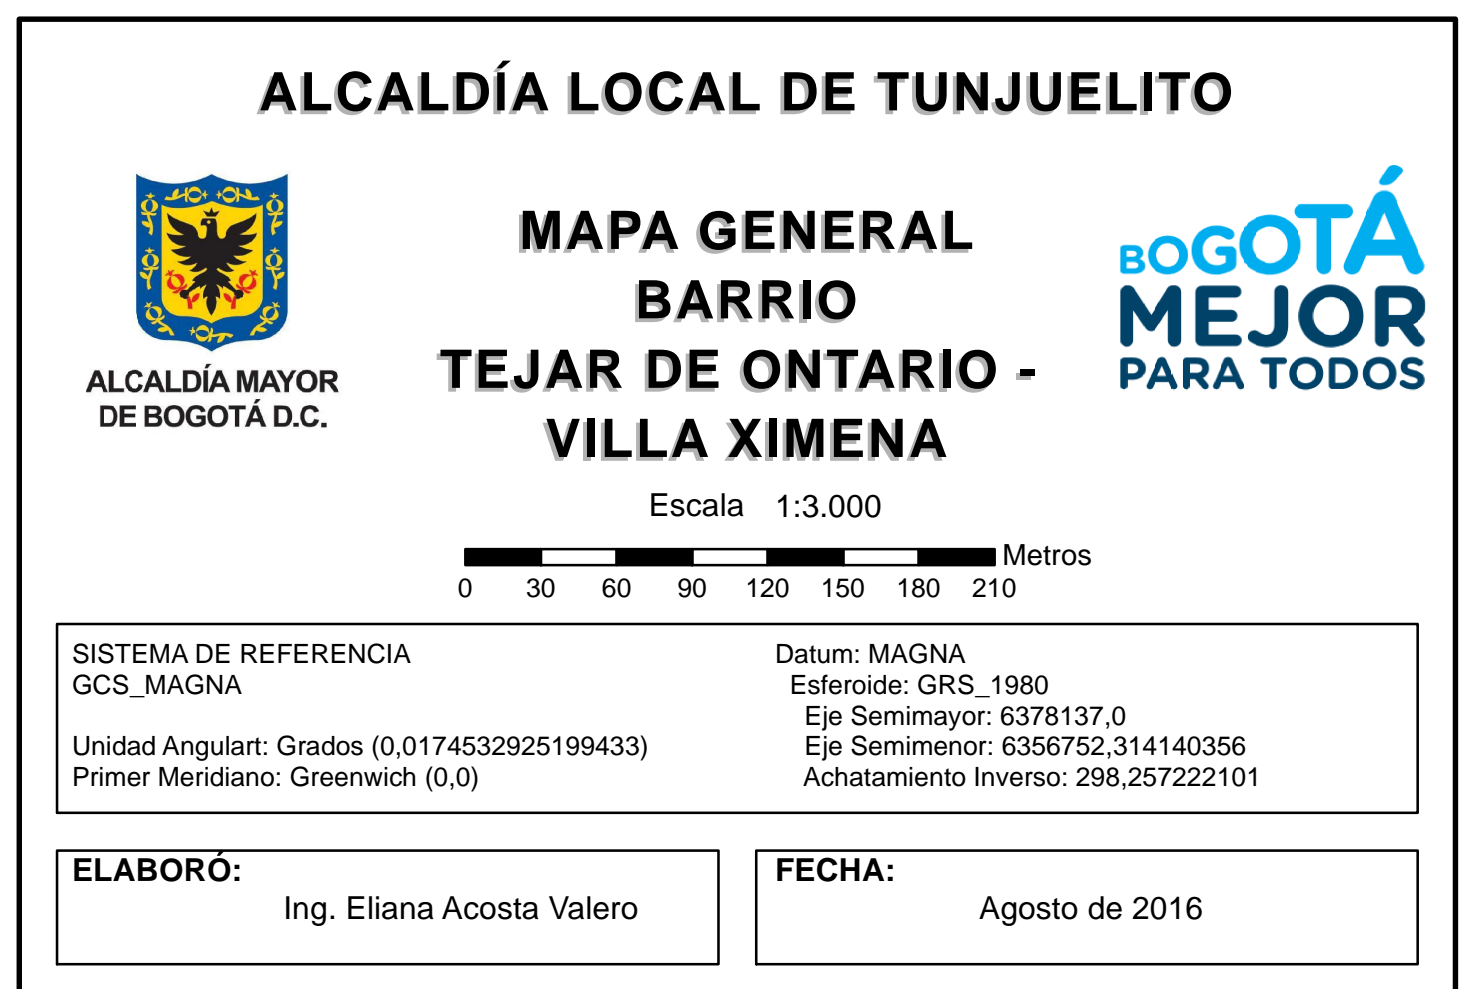 ALCALDÍA LOCAL DE TUNJUELITO
ALCALDÍA MAYOR
DE BOGOTÁ D.C.
MAPA GENERAL
BARRIO
TEJAR DE ONTARIO -
VILLA XIMENA
BOGOTÁ
MEJOR
PARA TODOS
Escala 1:3.000
Metros
0 30 60 90 120 150 180 210
SISTEMA DE REFERENCIA
GCS_MAGNA
Unidad Angulart: Grados (0,0174532925199433)
Primer Meridiano: Greenwich (0,0)
Datum: MAGNA
Esferoide: GRS_1980
Eje Semimayor: 6378137,0
Eje Semimenor: 6356752,314140356
Achatamiento Inverso: 298,257222101
ELABORÓ:
Ing. Eliana Acosta Valero
FECHA:
Agosto de 2016